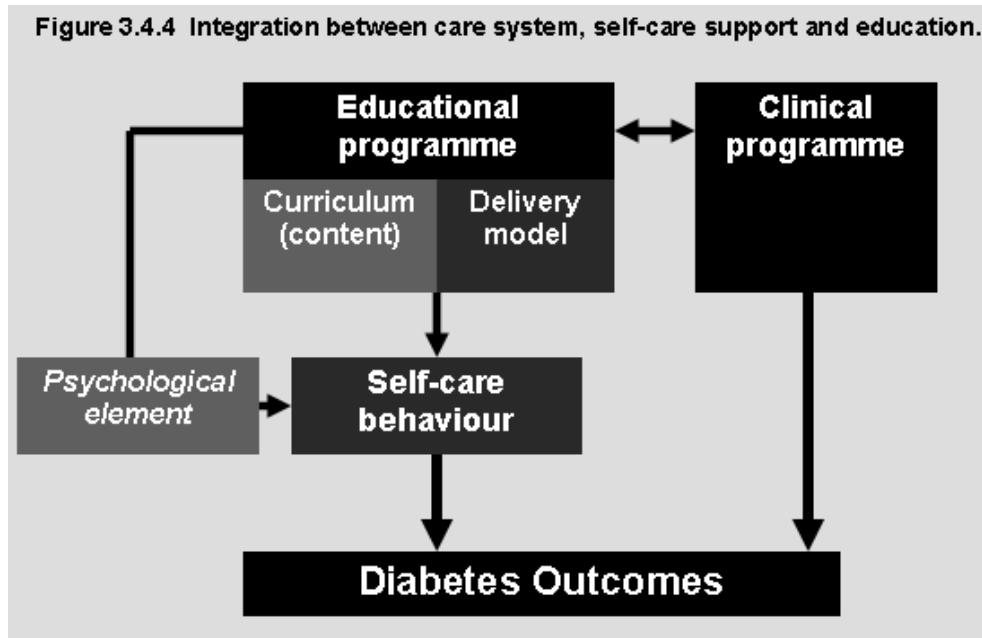 Figure 3.4.4 Integration between care system, self-care support and education.
Educational
programme
Clinical
programme
Curriculum
(content)
Delivery
model
Psychological
element
Self-care
behaviour
Diabetes Outcomes